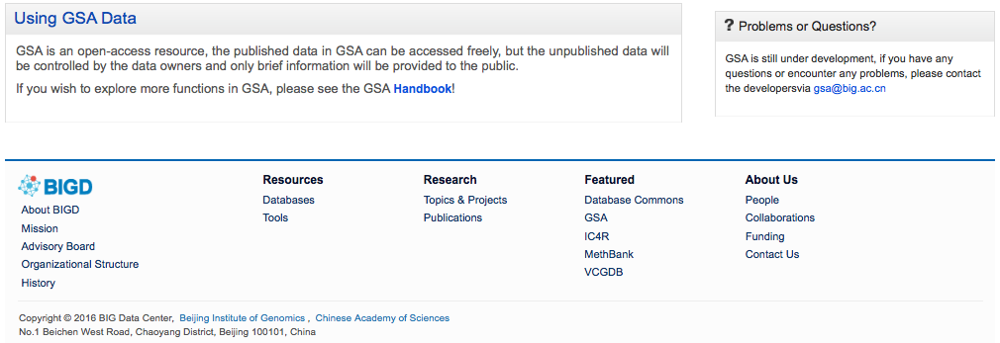 Using GSA Data
GSA is an open-access resource, the published data in GSA can be accessed freely, but the unpublished data will
be controlled by the data owners and only brief information will be provided to the public.
If you wish to explore more functions in GSA, please see the GSA Handbook!
? Problems or Questions?
GSA is still under development, if you have any
questions or encounter any problems, please contact
the developersvia gsa@big.ac.cn
BIGD
About BIGD
Mission
Advisory Board
Organizational Structure
History
Resources
Databases
Tools
Research
Topics & Projects
Publications
Featured
Database Commons
GSA
IC4R
MethBank
VCGDB
About Us
People
Collaborations
Funding
Contact Us
Copyright © 2016 BIG Data Center, Beijing Institute of Genomics , Chinese Academy of Sciences
No.1 Beichen West Road, Chaoyang District, Beijing 100101, China